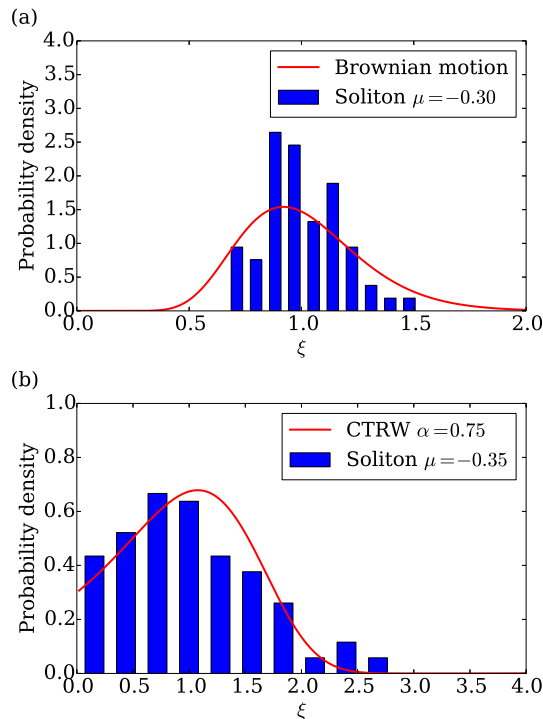 (a)
4.0
3.5
3.0
2.5
2.0
1.5
1.0
0.5
0.0
Probability density
Brownian motion
Soliton μ=−0.30
0.0 0.5 1.0 1.5 2.0
ξ
(b)
1.0
0.8
0.6
0.4
0.2
0.0
Probability density
CTRW α=0.75
Soliton μ=−0.35
0.0 0.5 1.0 1.5 2.0 2.5 3.0 3.5 4.0
ξ